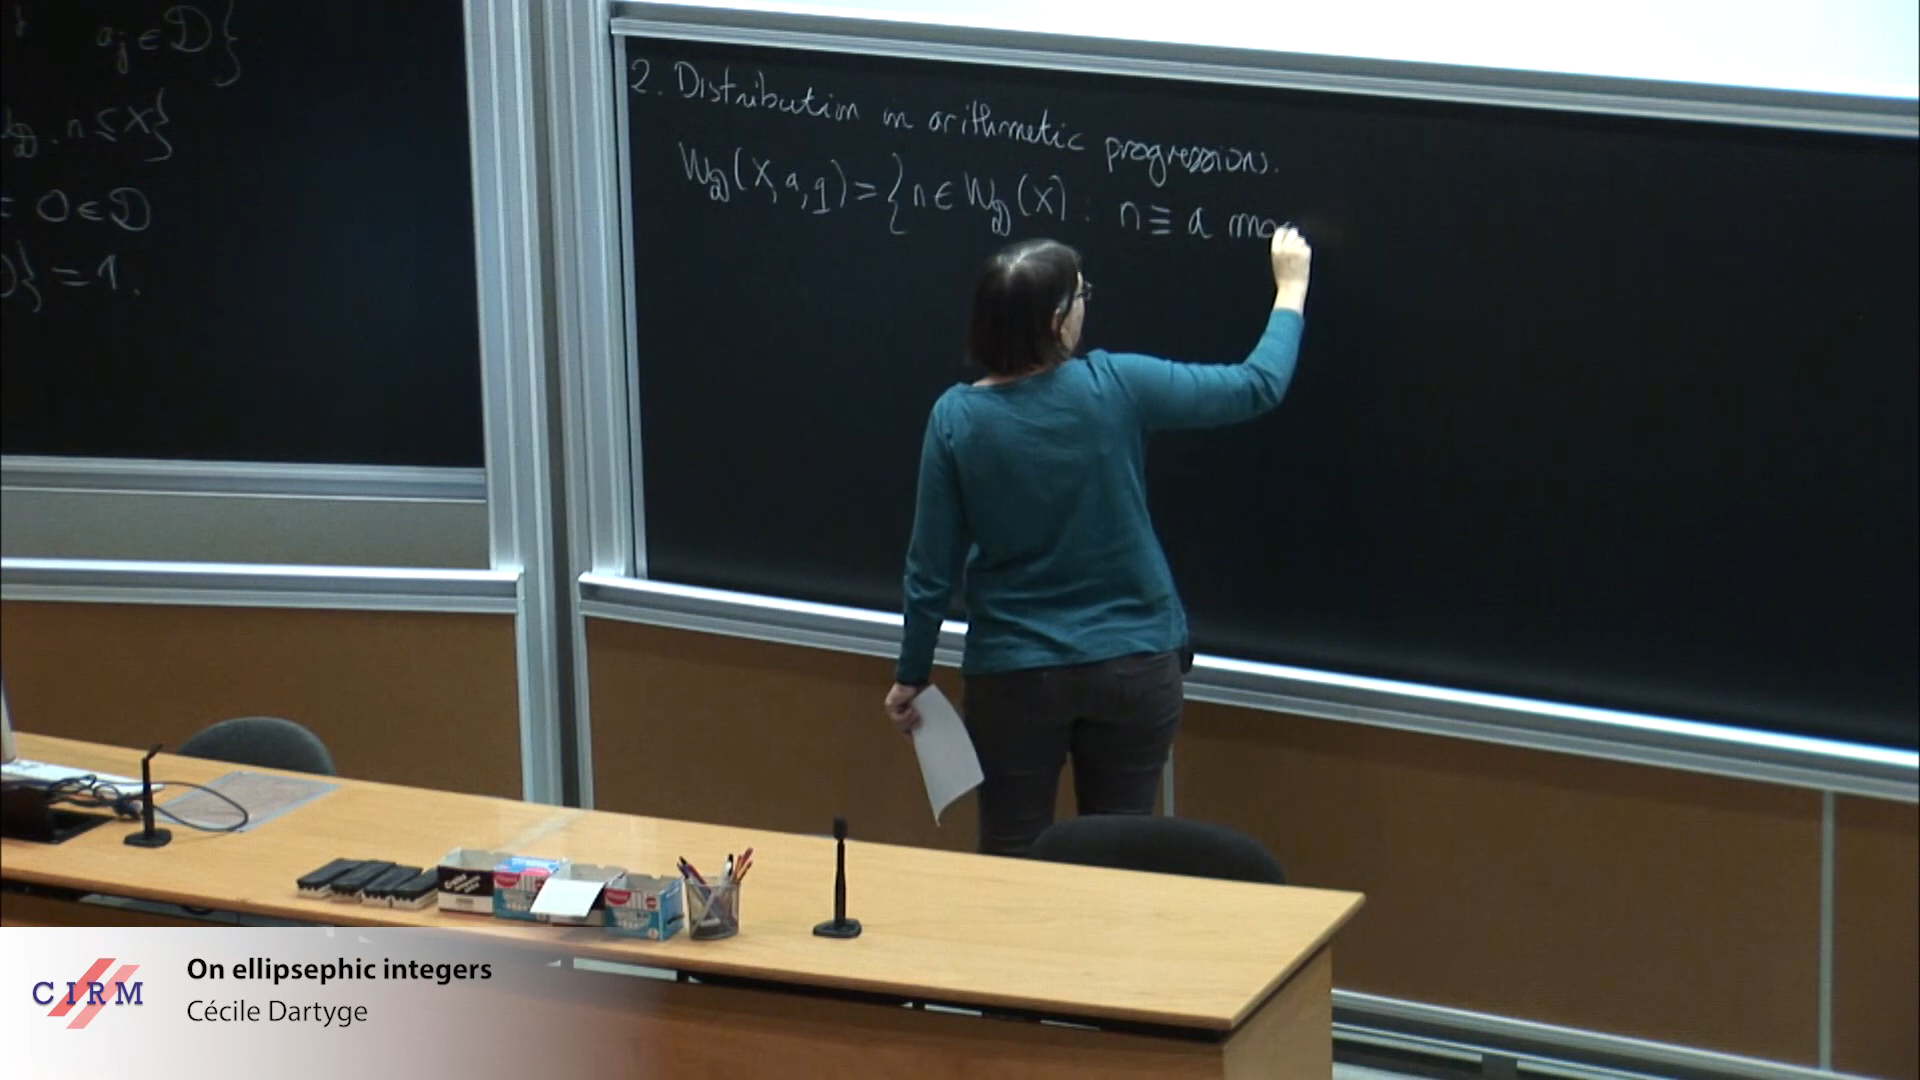 a_j ∈ 𝒟}
n ≤ X}
0 ∈ 𝒟
} = 1.
2. Distribution in arithmetic progressions.
W_𝒟(X, a, q) = { n ∈ W_𝒟(X) : n ≡ a mo
CIRM
On ellipsephic integers
Cécile Dartyge